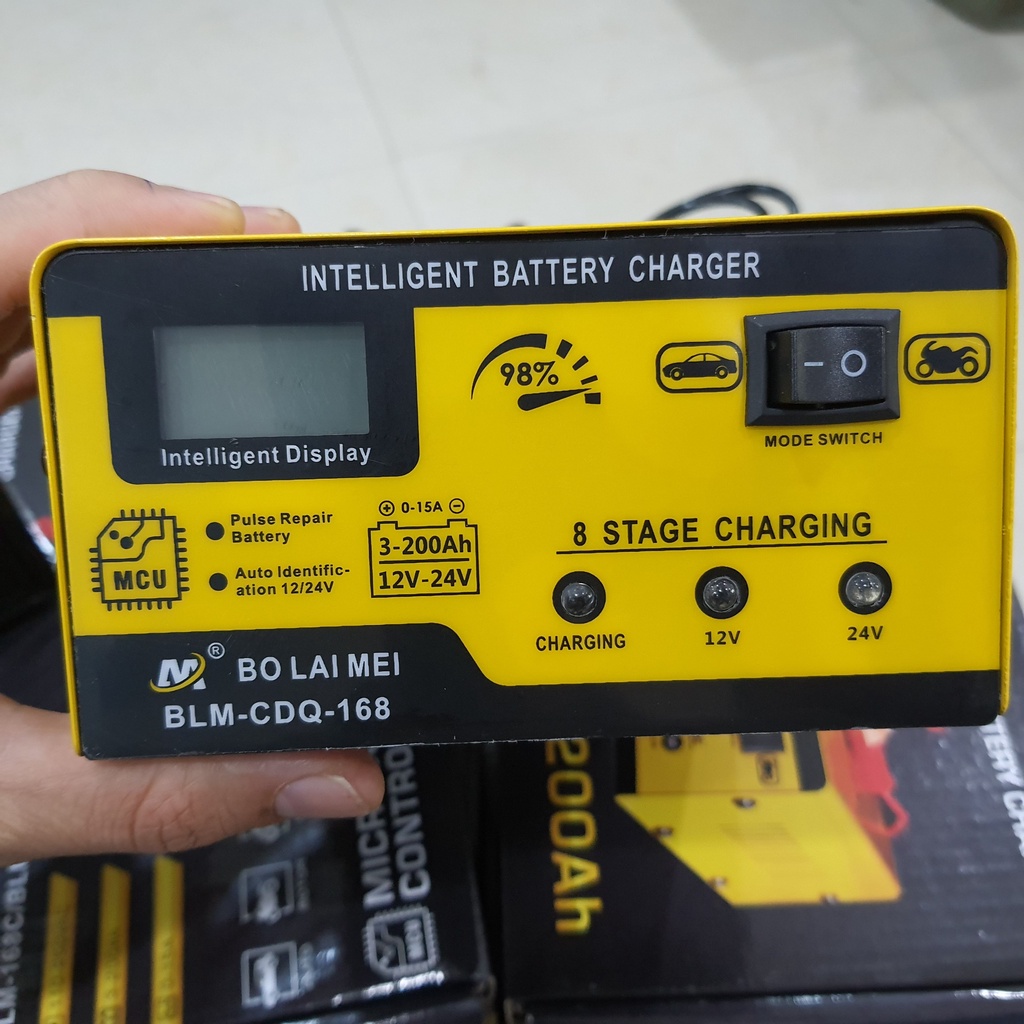 INTELLIGENT BATTERY CHARGER
98%
Intelligent Display
MODE SWITCH
Pulse Repair
Battery
Auto Identific-
ation 12/24V
MCU
0-15A
3-200Ah
12V-24V
8 STAGE CHARGING
CHARGING
12V
24V
M®
BO LAI MEI
BLM-CDQ-168
200Ah
MCU